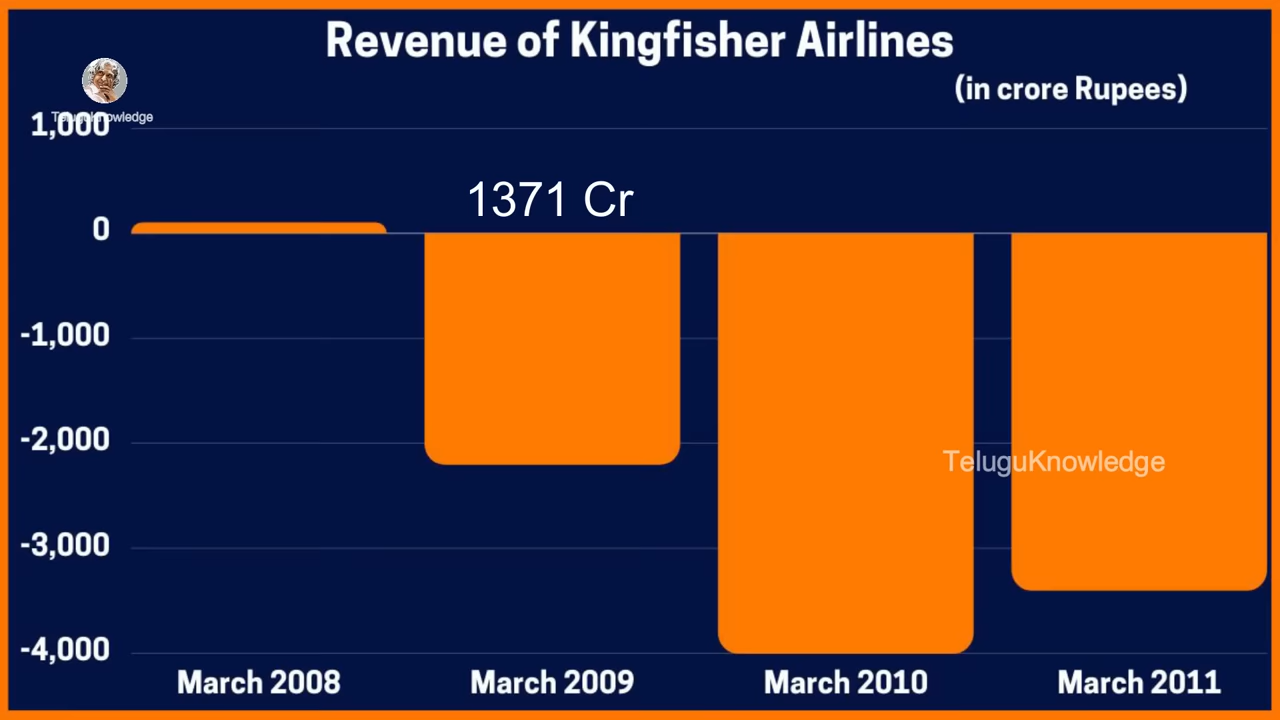 Revenue of Kingfisher Airlines
(in crore Rupees)
TeluguKnowledge
1,000
1371 Cr
0
-1,000
-2,000
TeluguKnowledge
-3,000
-4,000
March 2008 March 2009 March 2010 March 2011